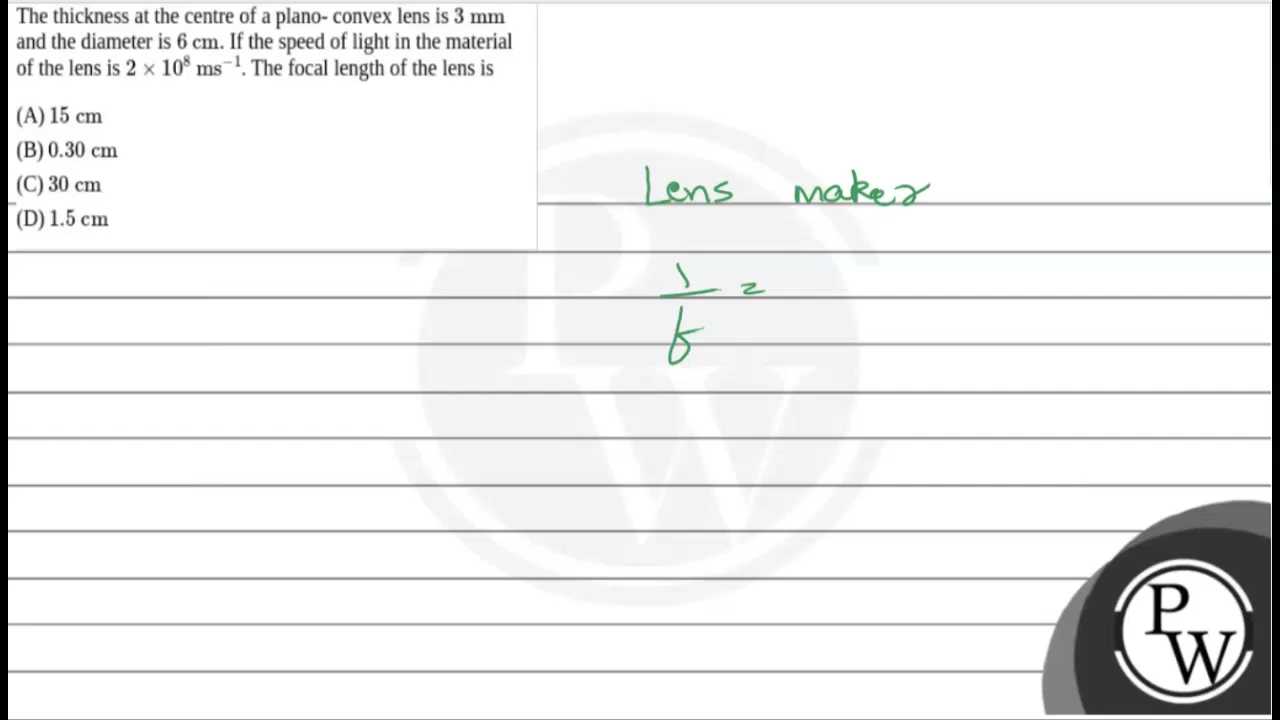 The thickness at the centre of a plano- convex lens is 3 mm
and the diameter is 6 cm. If the speed of light in the material
of the lens is 2 × 10⁸ ms⁻¹. The focal length of the lens is
(A) 15 cm
(B) 0.30 cm
(C) 30 cm
(D) 1.5 cm
Lens maker
1/f =
PW
PW